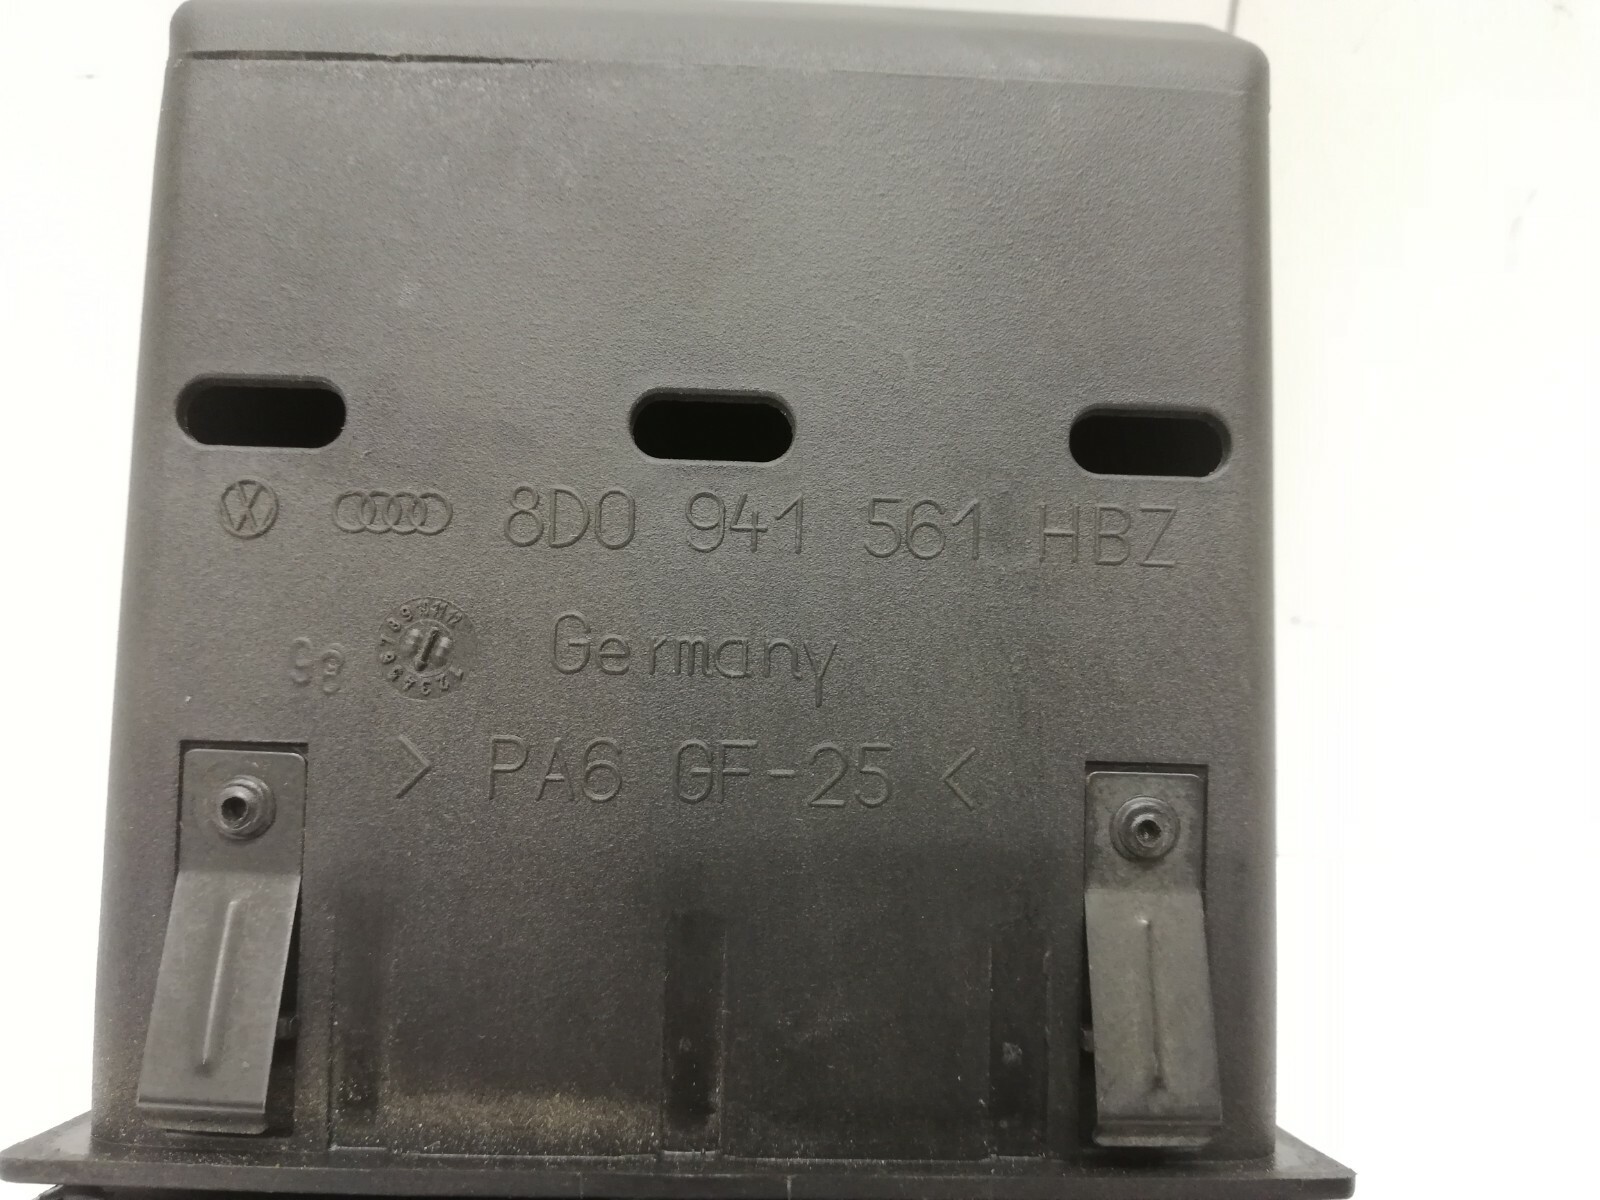 8D0 941 561 HBZ
Germany
> PA6 GF-25 <